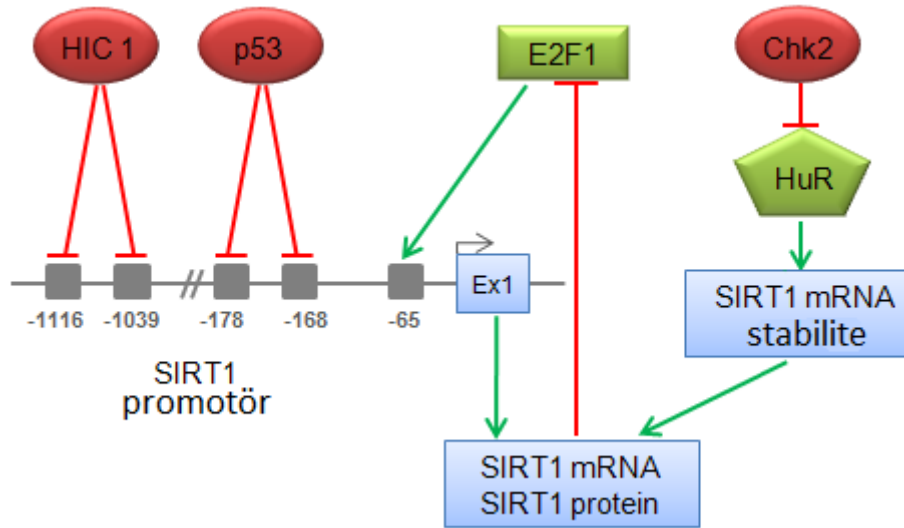 HIC 1
p53
E2F1
Chk2
HuR
Ex1
-1116
-1039
-178
-168
-65
SIRT1
promotör
SIRT1 mRNA
stabilite
SIRT1 mRNA
SIRT1 protein